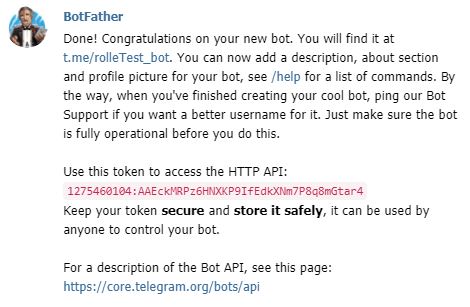 BotFather
Done! Congratulations on your new bot. You will find it at
t.me/rolleTest_bot. You can now add a description, about section
and profile picture for your bot, see /help for a list of commands. By
the way, when you've finished creating your cool bot, ping our Bot
Support if you want a better username for it. Just make sure the bot
is fully operational before you do this.
Use this token to access the HTTP API:
1275460104:AAEckMRPz6HNXKP9IfEdkXNm7P8q8mGtar4
Keep your token secure and store it safely, it can be used by
anyone to control your bot.
For a description of the Bot API, see this page:
https://core.telegram.org/bots/api